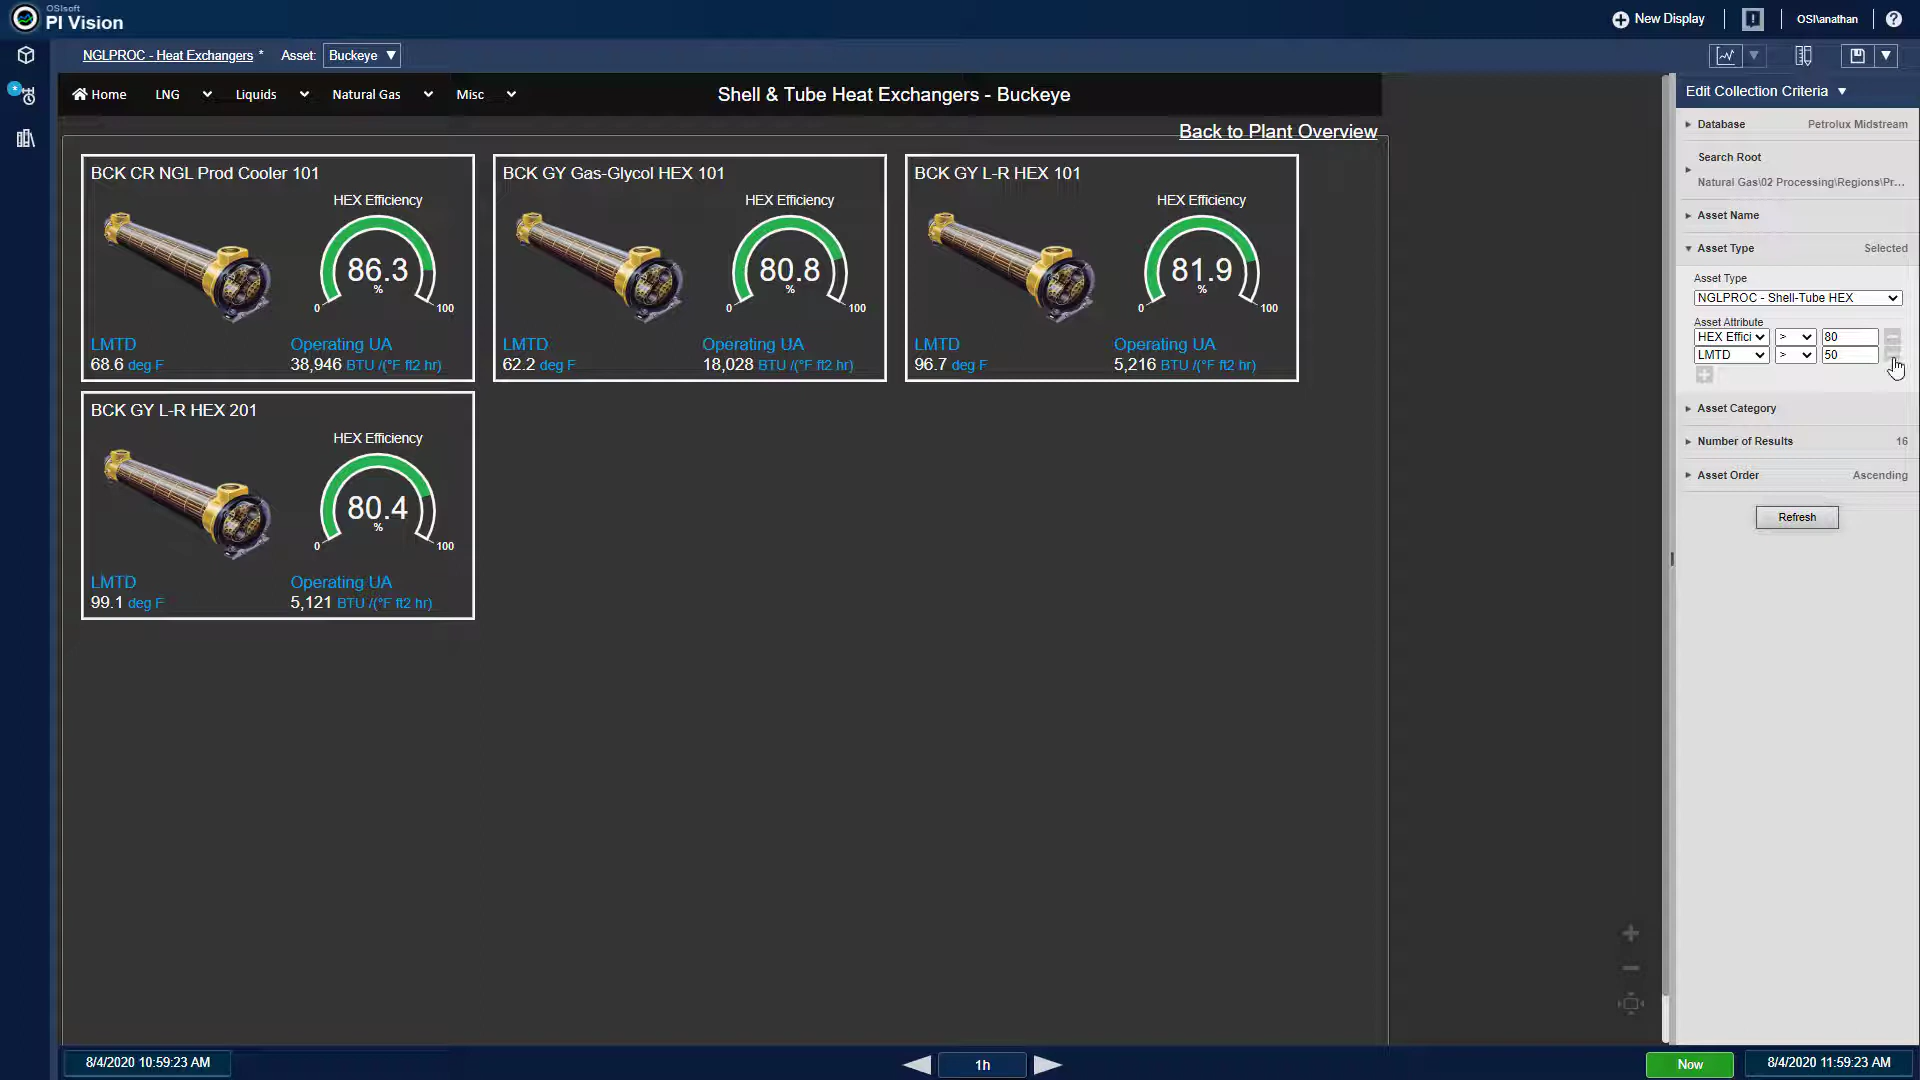 OSIsoft
PI Vision
New Display
OSI\anathan
NGLPROC - Heat Exchangers *
Asset:
Buckeye
Home
LNG
Liquids
Natural Gas
Misc
Shell & Tube Heat Exchangers - Buckeye
Back to Plant Overview
BCK CR NGL Prod Cooler 101
HEX Efficiency
86.3
%
0
100
LMTD
68.6 deg F
Operating UA
38,946 BTU /(°F ft2 hr)
BCK GY Gas-Glycol HEX 101
HEX Efficiency
80.8
%
0
100
LMTD
62.2 deg F
Operating UA
18,028 BTU /(°F ft2 hr)
BCK GY L-R HEX 101
HEX Efficiency
81.9
%
0
100
LMTD
96.7 deg F
Operating UA
5,216 BTU /(°F ft2 hr)
BCK GY L-R HEX 201
HEX Efficiency
80.4
%
0
100
LMTD
99.1 deg F
Operating UA
5,121 BTU /(°F ft2 hr)
Edit Collection Criteria
Database Petrolux Midstream
Search Root
Natural Gas\02 Processing\Regions\Pr...
Asset Name
Asset Type Selected
Asset Type
NGLPROC - Shell-Tube HEX
Asset Attribute
HEX Effici > 80
LMTD > 50
Asset Category
Number of Results 16
Asset Order Ascending
Refresh
8/4/2020 10:59:23 AM
1h
Now
8/4/2020 11:59:23 AM